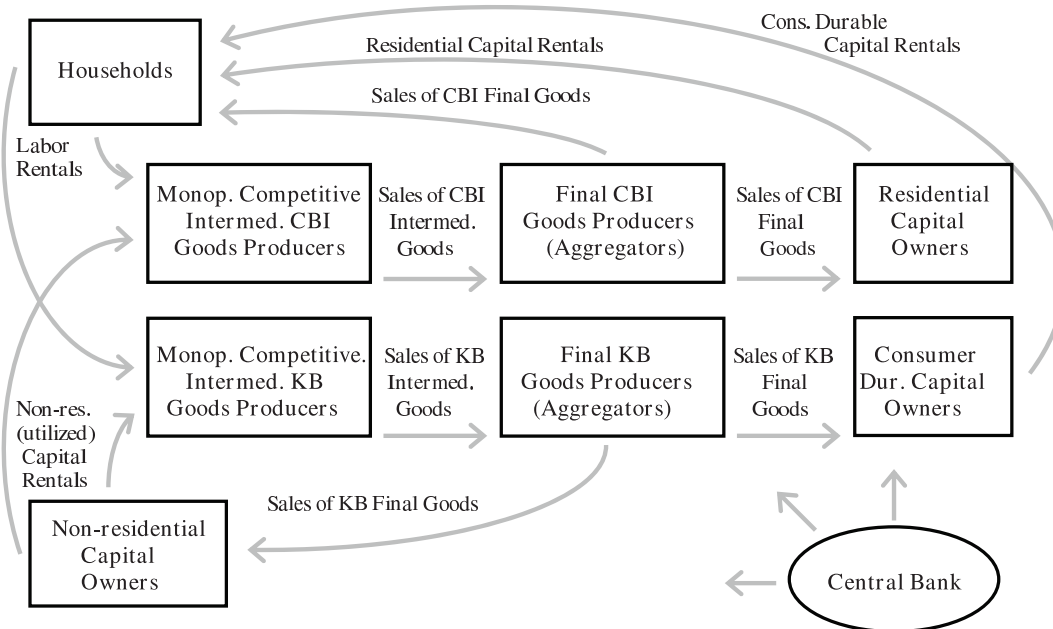 Cons. Durable
Capital Rentals
Residential Capital Rentals
Households
Sales of CBI Final Goods
Labor
Rentals
Monop. Competitive
Intermed. CBI
Goods Producers
Sales of CBI
Intermed.
Goods
Final CBI
Goods Producers
(Aggregators)
Sales of CBI
Final
Goods
Residential
Capital
Owners
Monop. Competitive.
Intermed. KB
Goods Producers
Sales of KB
Intermed.
Goods
Final KB
Goods Producers
(Aggregators)
Sales of KB
Final
Goods
Consumer
Dur. Capital
Owners
Non-res.
(utilized)
Capital
Rentals
Sales of KB Final Goods
Non-residential
Capital
Owners
Central Bank